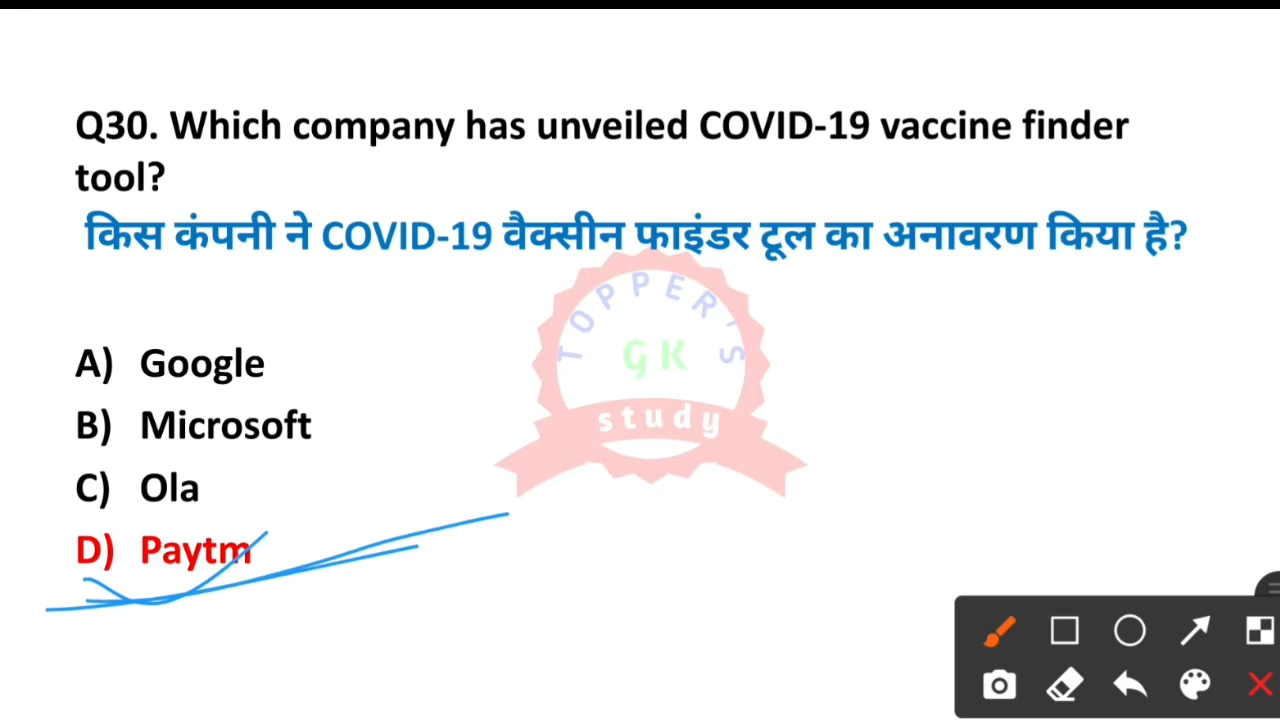 Q30. Which company has unveiled COVID-19 vaccine finder
tool?
किस कंपनी ने COVID-19 वैक्सीन फाइंडर टूल का अनावरण किया है?
TOPPER'S
GK
study
A) Google
B) Microsoft
C) Ola
D) Paytm